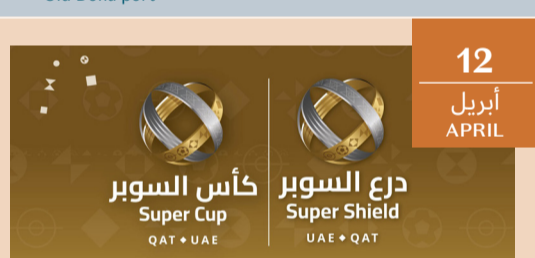 12
أبريل
APRIL
كأس السوبر
Super Cup
QAT ◆ UAE
درع السوبر
Super Shield
UAE ◆ QAT